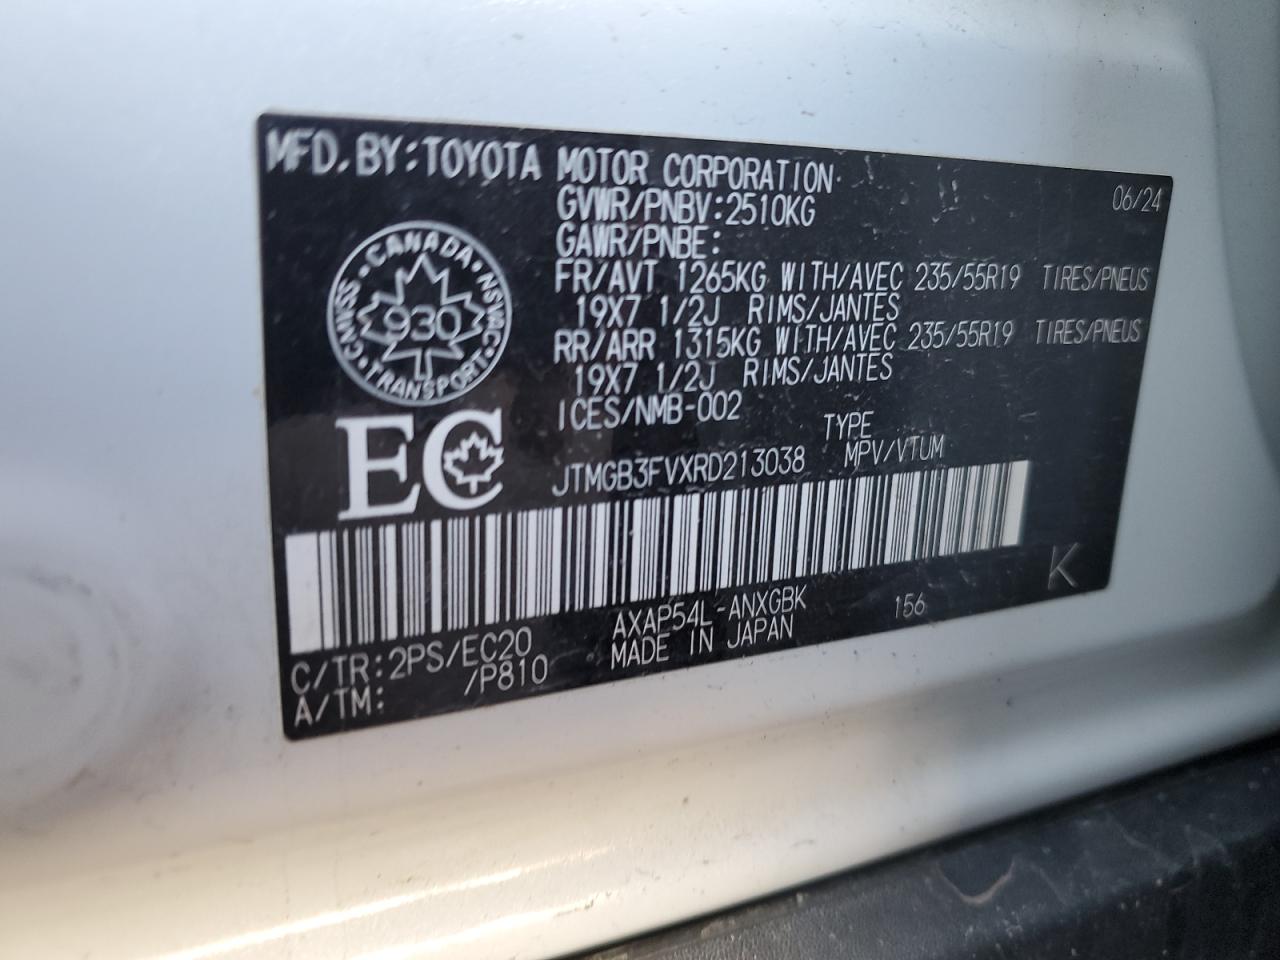 MFD. BY: TOYOTA MOTOR CORPORATION 06/24
GVWR/PNBV: 2510KG
GAWR/PNBE:
FR/AVT 1265KG WITH/AVEC 235/55R19 TIRES/PNEUS
19X7 1/2J RIMS/JANTES
RR/ARR 1315KG WITH/AVEC 235/55R19 TIRES/PNEUS
19X7 1/2J RIMS/JANTES
ICES/NMB-002
CANADA
CMVSS 930 NSVAC
TRANSPORT
EC
TYPE
JTMGB3FVXRD213038 MPV/VTUM
K
C/TR: 2PS/EC20 AXAP54L-ANXGBK 156
A/TM: /P810 MADE IN JAPAN